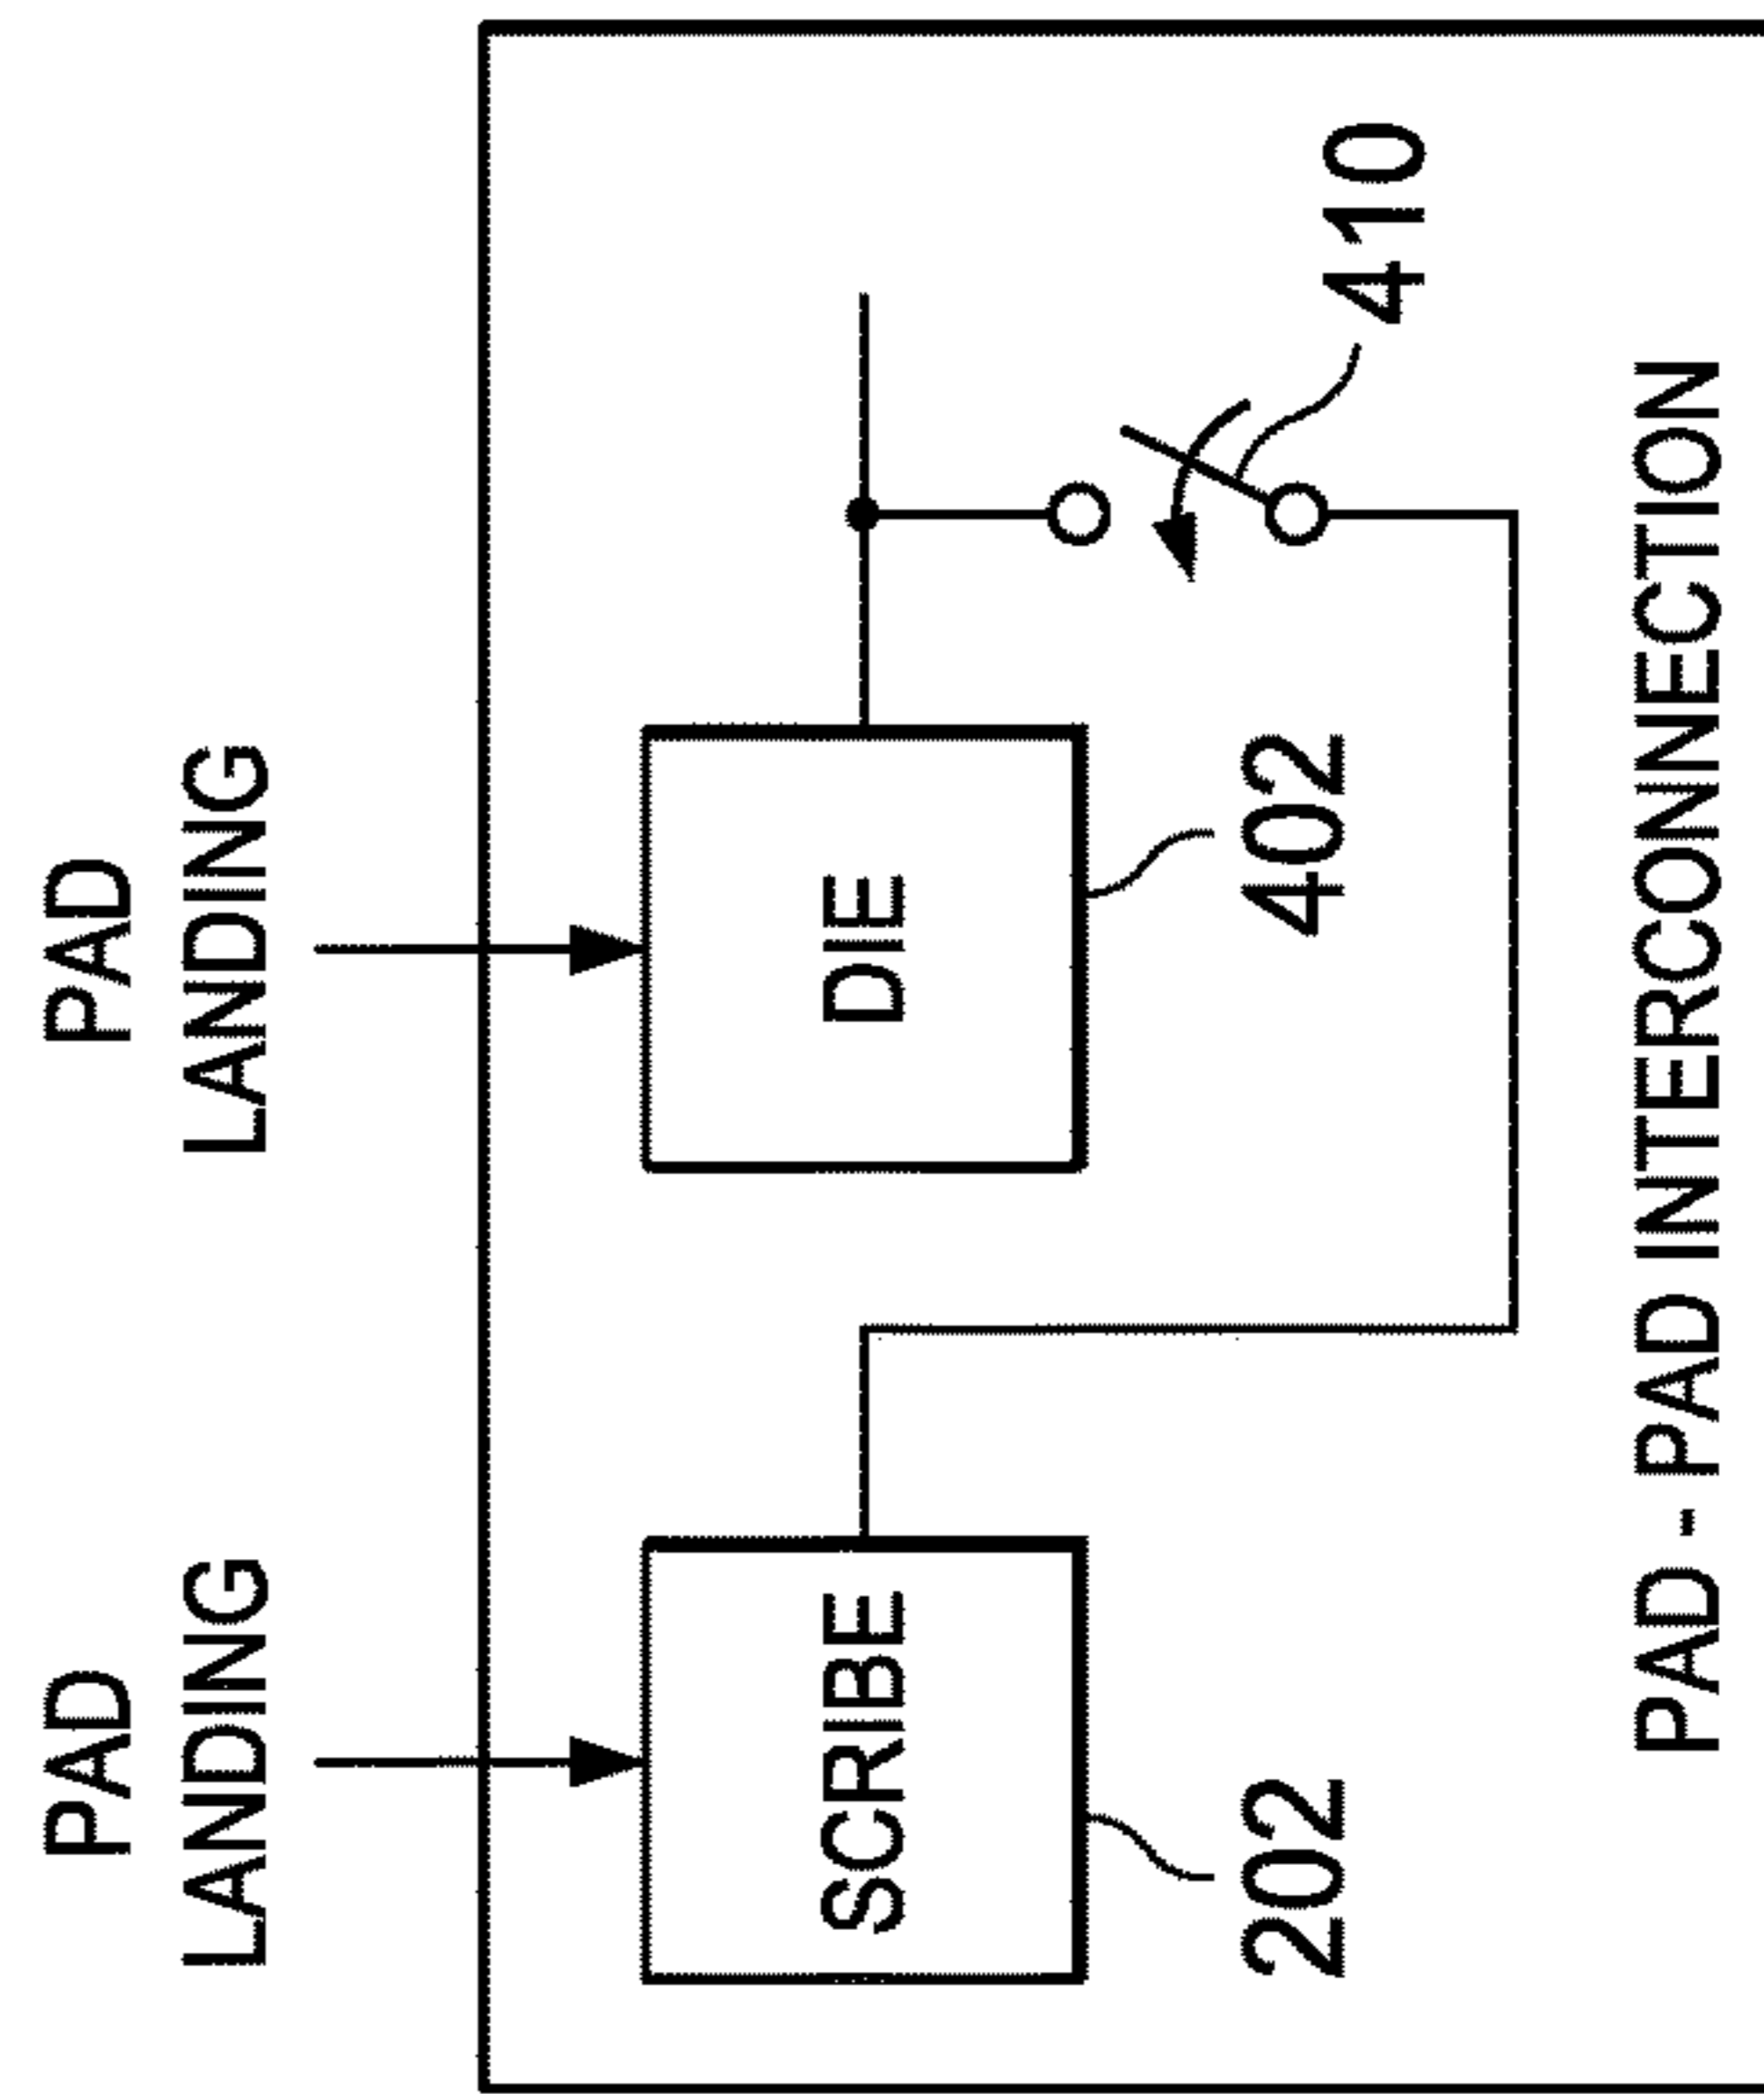 PAD
LANDING
PAD
LANDING
SCRIBE
DIE
202
402
410
PAD - PAD INTERCONNECTION